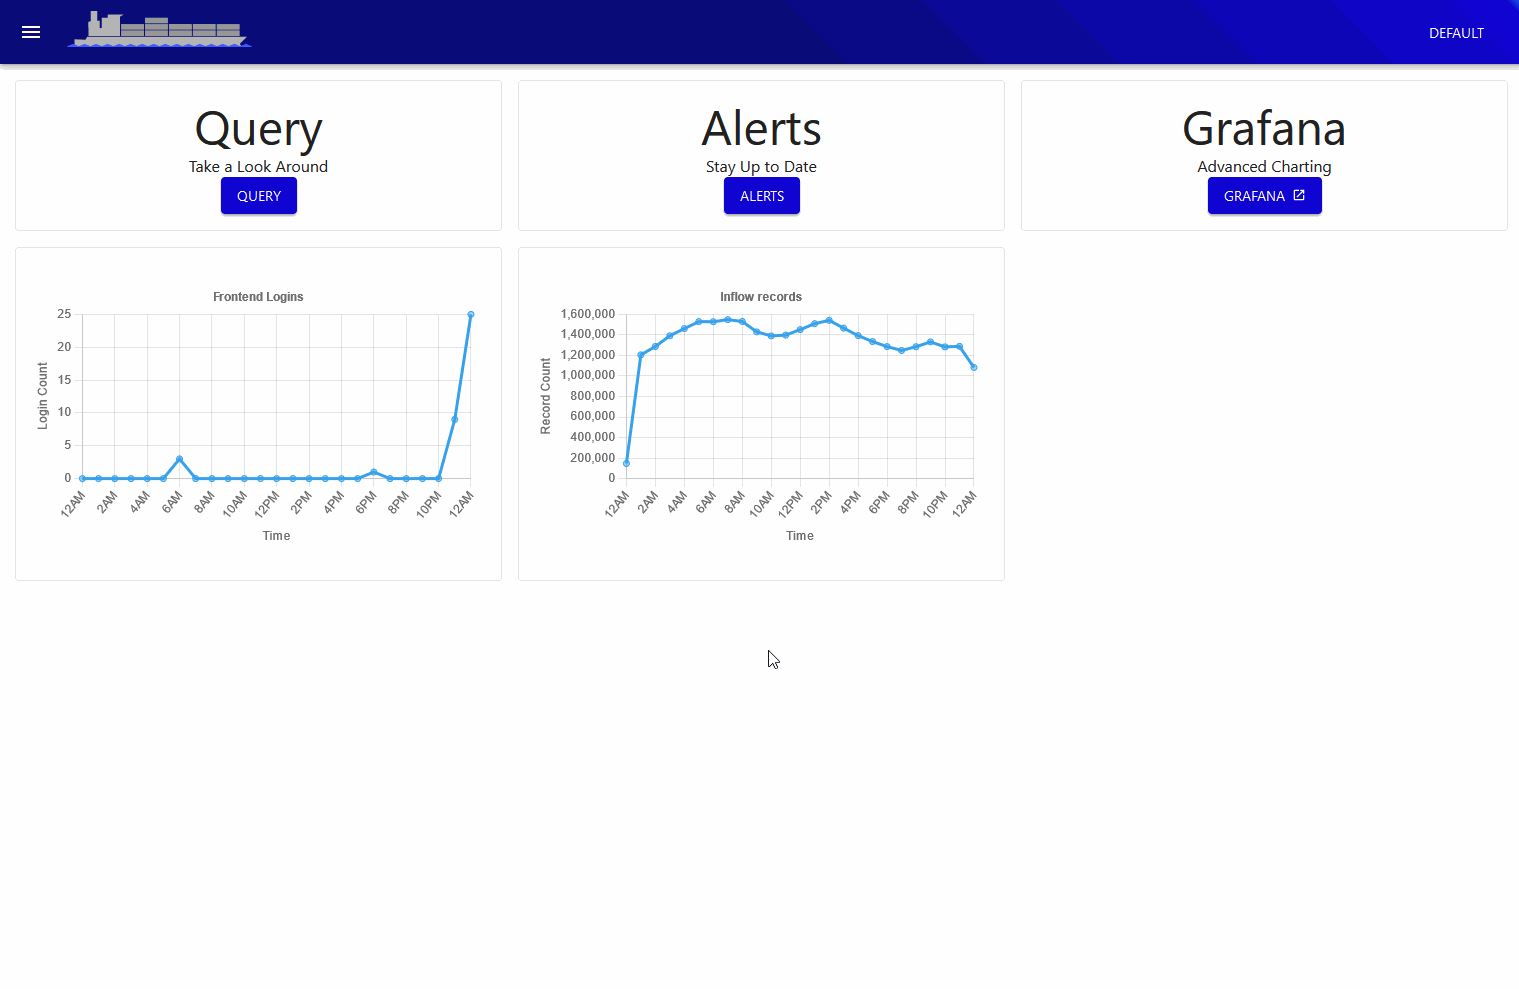 DEFAULT
Query
Take a Look Around
QUERY
Alerts
Stay Up to Date
ALERTS
Grafana
Advanced Charting
GRAFANA
Frontend Logins
25
20
15
10
5
0
Login Count
12AM 2AM 4AM 6AM 8AM 10AM 12PM 2PM 4PM 6PM 8PM 10PM 12AM
Time
Inflow records
1,600,000
1,400,000
1,200,000
1,000,000
800,000
600,000
400,000
200,000
0
Record Count
12AM 2AM 4AM 6AM 8AM 10AM 12PM 2PM 4PM 6PM 8PM 10PM 12AM
Time